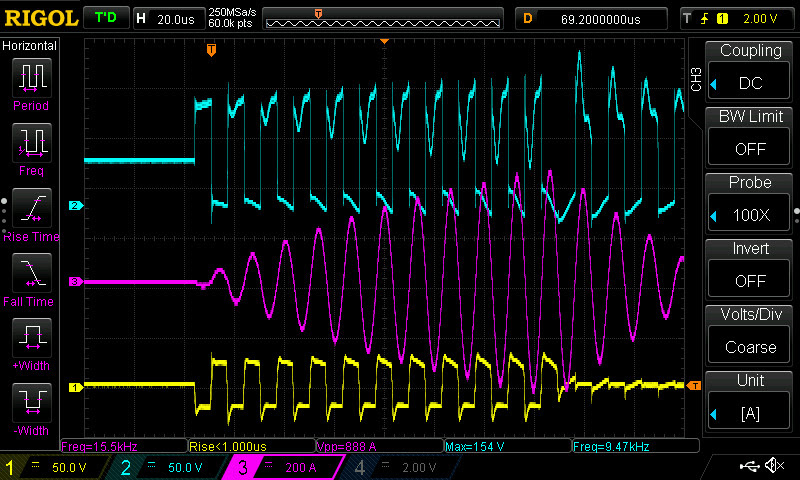 RIGOL T'D H 20.0us 250MSa/s 60.0k pts T D 69.2000000us T 1 2.00 V
Horizontal
Period
Freq
Rise Time
Fall Time
+Width
-Width
T
2
3
1
T
Freq=15.5kHz Rise<1.000us Vpp=888 A Max=154 V Freq=9.47kHz
1 50.0 V 2 50.0 V 3 200 A 4 2.00 V
CH3
Coupling
DC
BW Limit
OFF
Probe
100X
Invert
OFF
Volts/Div
Coarse
Unit
[A]